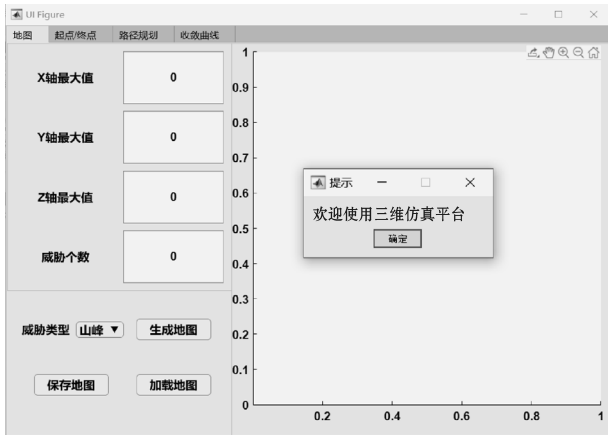 UI Figure
地图 起点/终点 路径规划 收敛曲线
X轴最大值 0
Y轴最大值 0
Z轴最大值 0
威胁个数 0
威胁类型 山峰 生成地图
保存地图 加载地图
1
0.9
0.8
0.7
0.6
0.5
0.4
0.3
0.2
0.1
0
0.2 0.4 0.6 0.8 1
提示
欢迎使用三维仿真平台
确定